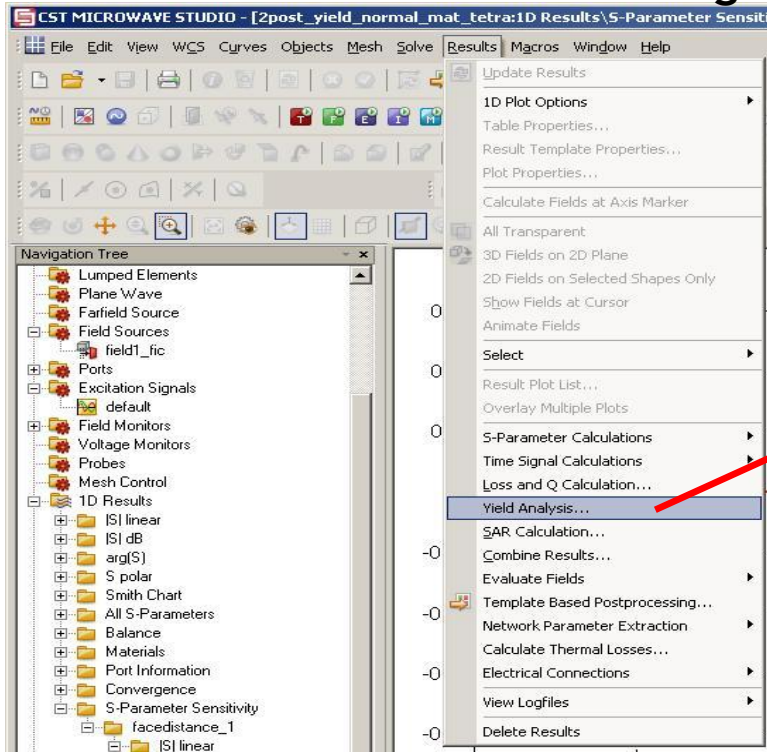 CST MICROWAVE STUDIO - [2post_yield_normal_mat_tetra:1D Results\S-Parameter Sensiti
File Edit View WCS Curves Objects Mesh Solve Results Macros Window Help
Update Results
1D Plot Options
Table Properties...
Result Template Properties...
Plot Properties...
Calculate Fields at Axis Marker
All Transparent
3D Fields on 2D Plane
2D Fields on Selected Shapes Only
Show Fields at Cursor
Animate Fields
Select
Result Plot List...
Overlay Multiple Plots
S-Parameter Calculations
Time Signal Calculations
Loss and Q Calculation...
Yield Analysis...
SAR Calculation...
Combine Results...
Evaluate Fields
Template Based Postprocessing...
Network Parameter Extraction
Calculate Thermal Losses...
Electrical Connections
View Logfiles
Delete Results
Navigation Tree
Lumped Elements
Plane Wave
Farfield Source
Field Sources
field1_fic
Ports
Excitation Signals
default
Field Monitors
Voltage Monitors
Probes
Mesh Control
1D Results
|S| linear
|S| dB
arg(S)
S polar
Smith Chart
All S-Parameters
Balance
Materials
Port Information
Convergence
S-Parameter Sensitivity
facedistance_1
|S| linear
0
0
0
-0
-0
-0
-0